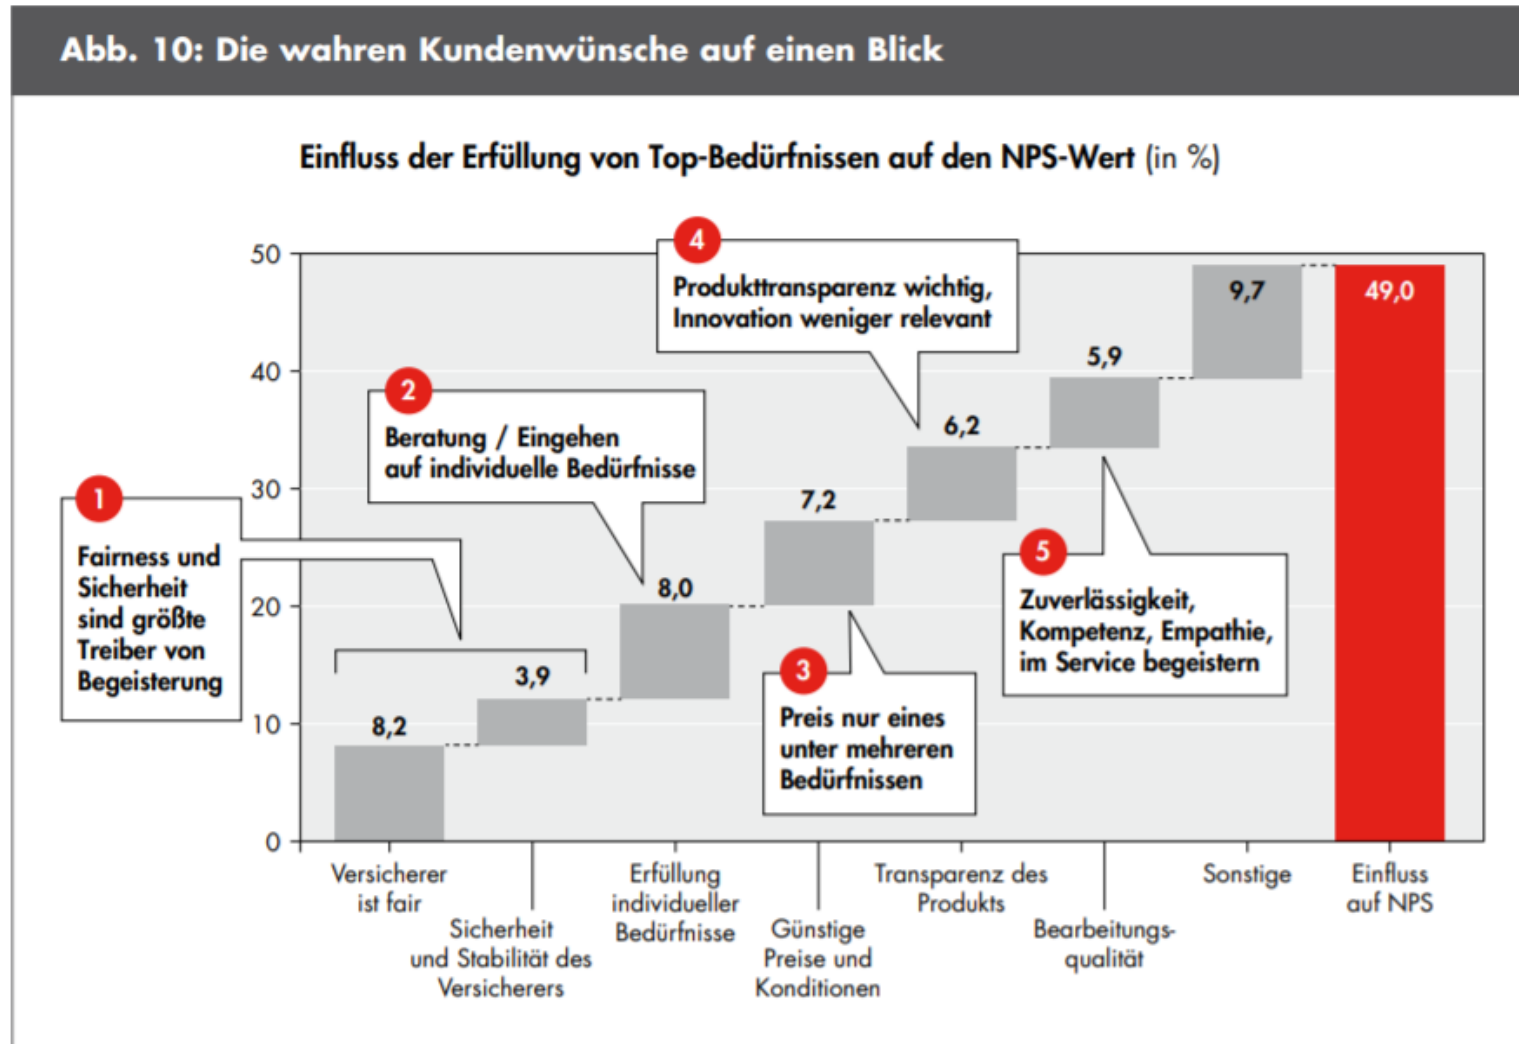 Abb. 10: Die wahren Kundenwünsche auf einen Blick
Einfluss der Erfüllung von Top-Bedürfnissen auf den NPS-Wert (in %)
50
40
30
20
10
0
1
Fairness und
Sicherheit
sind größte
Treiber von
Begeisterung
2
Beratung / Eingehen
auf individuelle Bedürfnisse
3
Preis nur eines
unter mehreren
Bedürfnissen
4
Produkttransparenz wichtig,
Innovation weniger relevant
5
Zuverlässigkeit,
Kompetenz, Empathie,
im Service begeistern
8,2
3,9
8,0
7,2
6,2
5,9
9,7
49,0
Versicherer
ist fair
Sicherheit
und Stabilität des
Versicherers
Erfüllung
individueller
Bedürfnisse
Günstige
Preise und
Konditionen
Transparenz des
Produkts
Bearbeitungs-
qualität
Sonstige
Einfluss
auf NPS